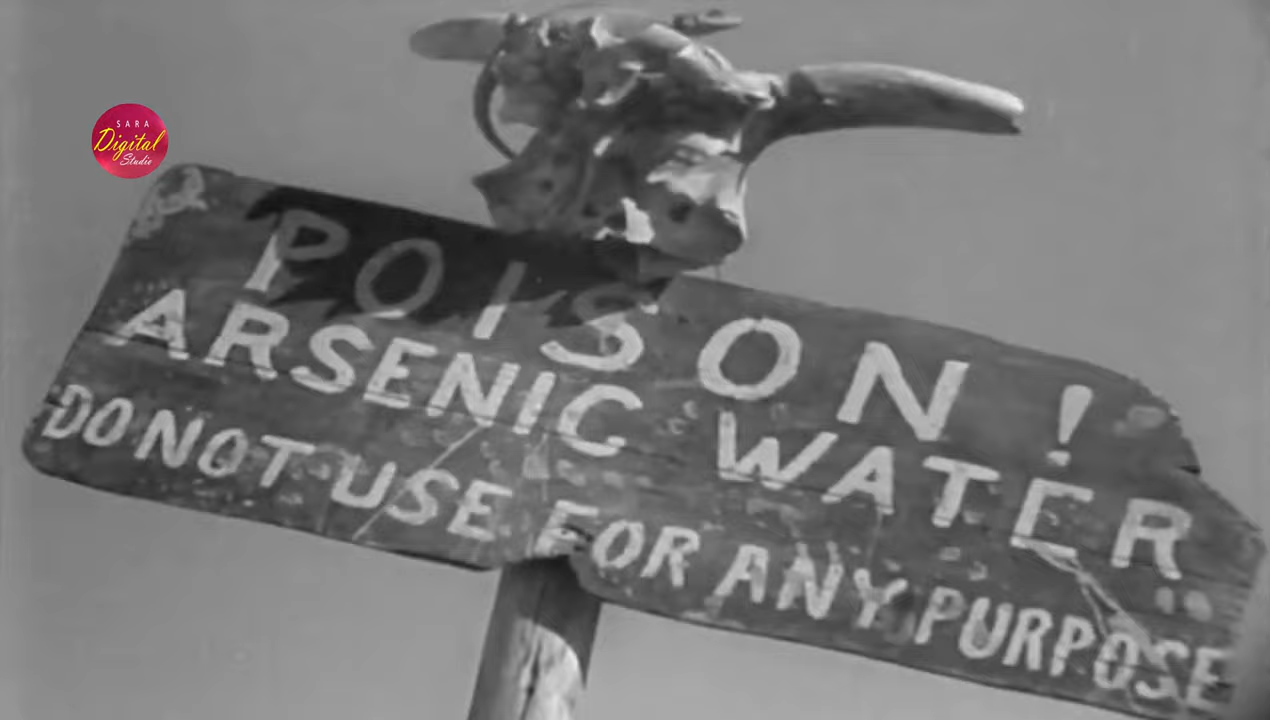 SARA
Digital
Studio
POISON!
ARSENIC WATER
DO NOT USE FOR ANY PURPOSE